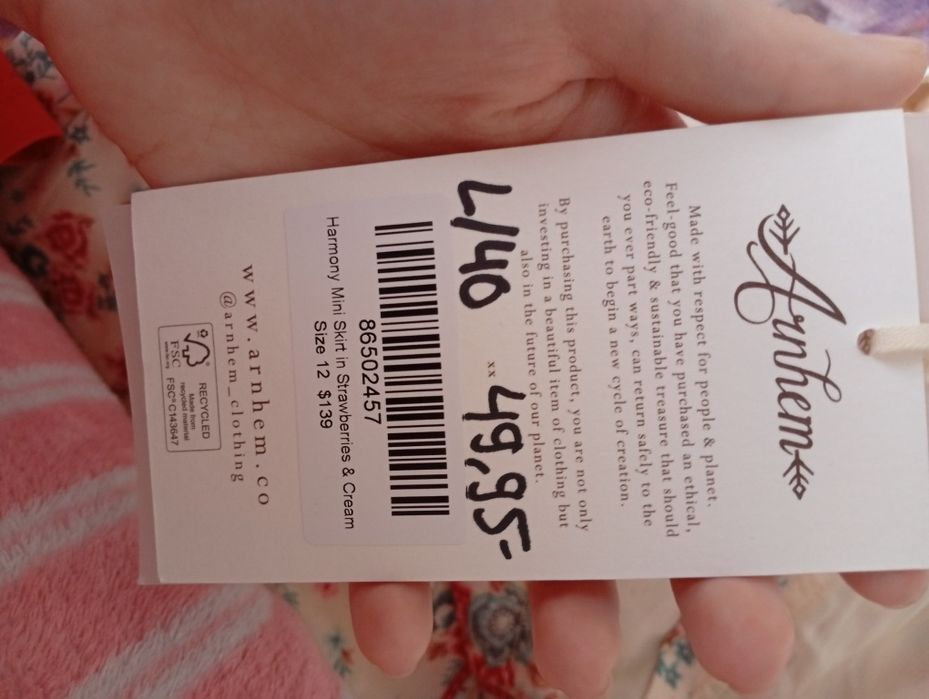 Arnhem
Made with respect for people & planet.
Feel-good that you have purchased an ethical,
eco-friendly & sustainable treasure that should
you ever part ways, can return safely to the
earth to begin a new cycle of creation.
By purchasing this product, you are not only
investing in a beautiful item of clothing but
also in the future of our planet.
xx
L/40 49,95-
86502457
Harmony Mini Skirt in Strawberries & Cream
Size 12 $139
www.arnhem.co
@arnhem_clothing
RECYCLED
Made from
recycled material
FSC
FSC® C143647